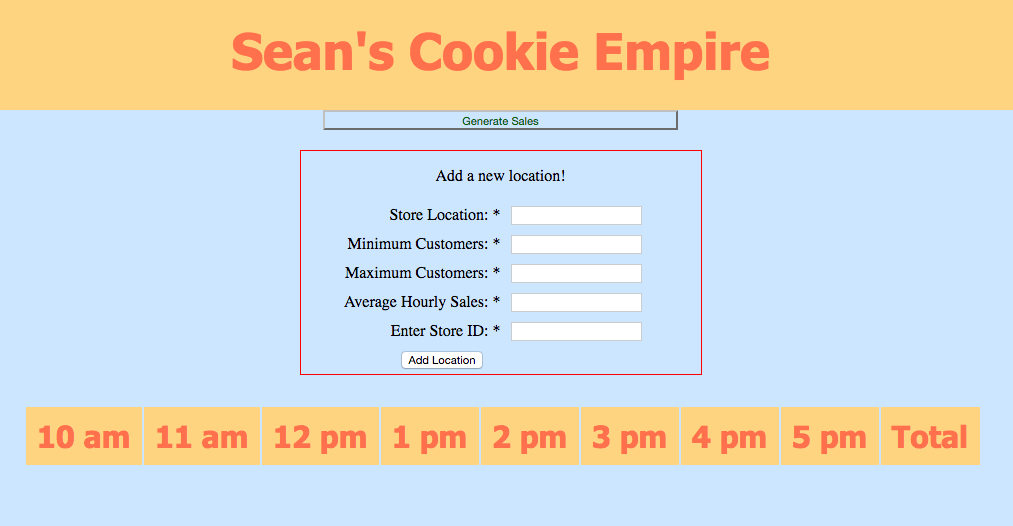 Sean's Cookie Empire
Generate Sales
Add a new location!
Store Location: *
Minimum Customers: *
Maximum Customers: *
Average Hourly Sales: *
Enter Store ID: *
Add Location
10 am 11 am 12 pm 1 pm 2 pm 3 pm 4 pm 5 pm Total